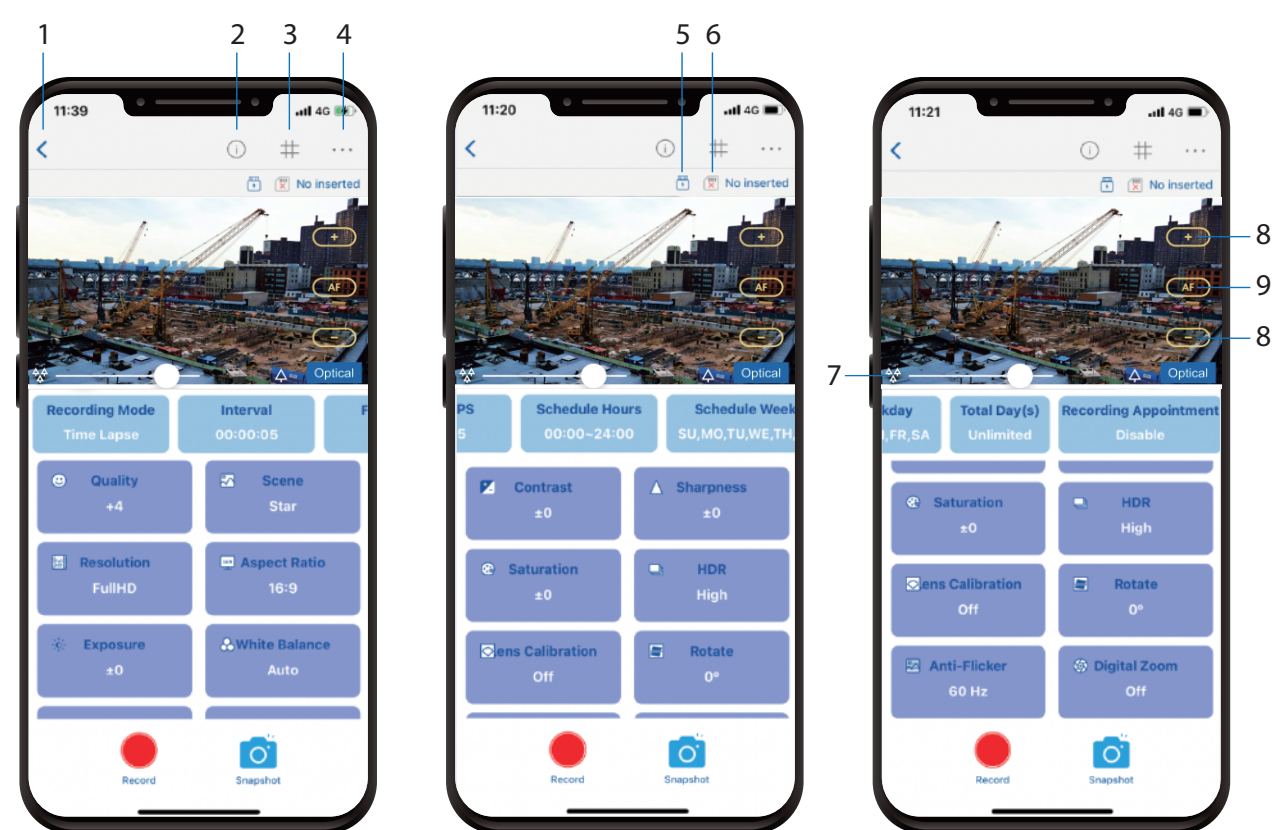 1 2 3 4
5 6
11:39
4G
No inserted
+
AF
-
Optical
Recording Mode
Time Lapse
Interval
00:00:05
F
Quality
+4
Scene
Star
Resolution
FullHD
Aspect Ratio
16:9
Exposure
±0
White Balance
Auto
Record
Snapshot
11:20
4G
No inserted
+
AF
-
Optical
PS
5
Schedule Hours
00:00~24:00
Schedule Week
SU,MO,TU,WE,TH,
Contrast
±0
Sharpness
±0
Saturation
±0
HDR
High
ens Calibration
Off
Rotate
0°
Record
Snapshot
11:21
4G
No inserted
+
8
AF
9
-
8
7
Optical
kday
,FR,SA
Total Day(s)
Unlimited
Recording Appointment
Disable
Saturation
±0
HDR
High
ens Calibration
Off
Rotate
0°
Anti-Flicker
60 Hz
Digital Zoom
Off
Record
Snapshot